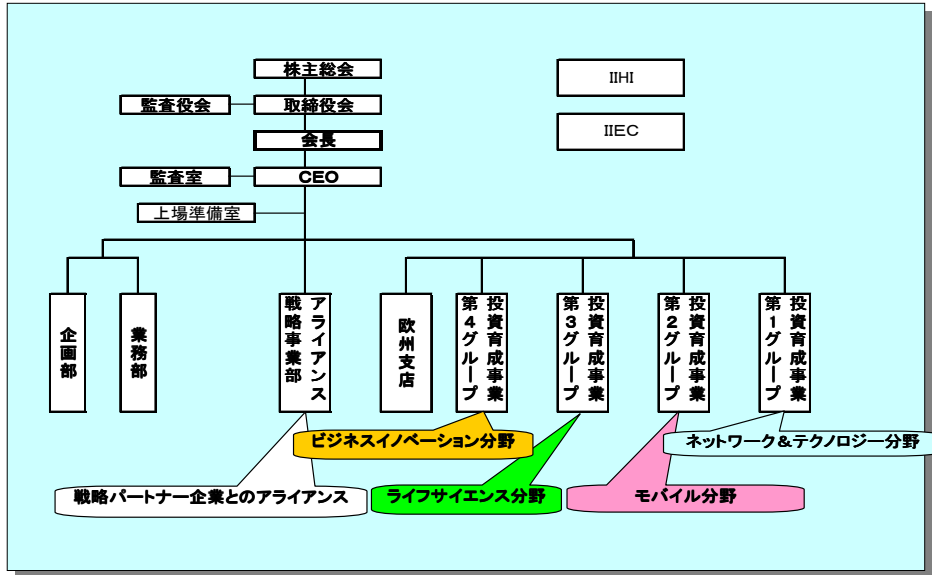 株主総会
IIHI
監査役会
取締役会
IIEC
会長
監査室
CEO
上場準備室
企画部
業務部
アライアンス
戦略事業部
欧州支店
投資育成事業
第4グループ
投資育成事業
第3グループ
投資育成事業
第2グループ
投資育成事業
第1グループ
ビジネスイノベーション分野
ネットワーク&テクノロジー分野
戦略パートナー企業とのアライアンス
ライフサイエンス分野
モバイル分野